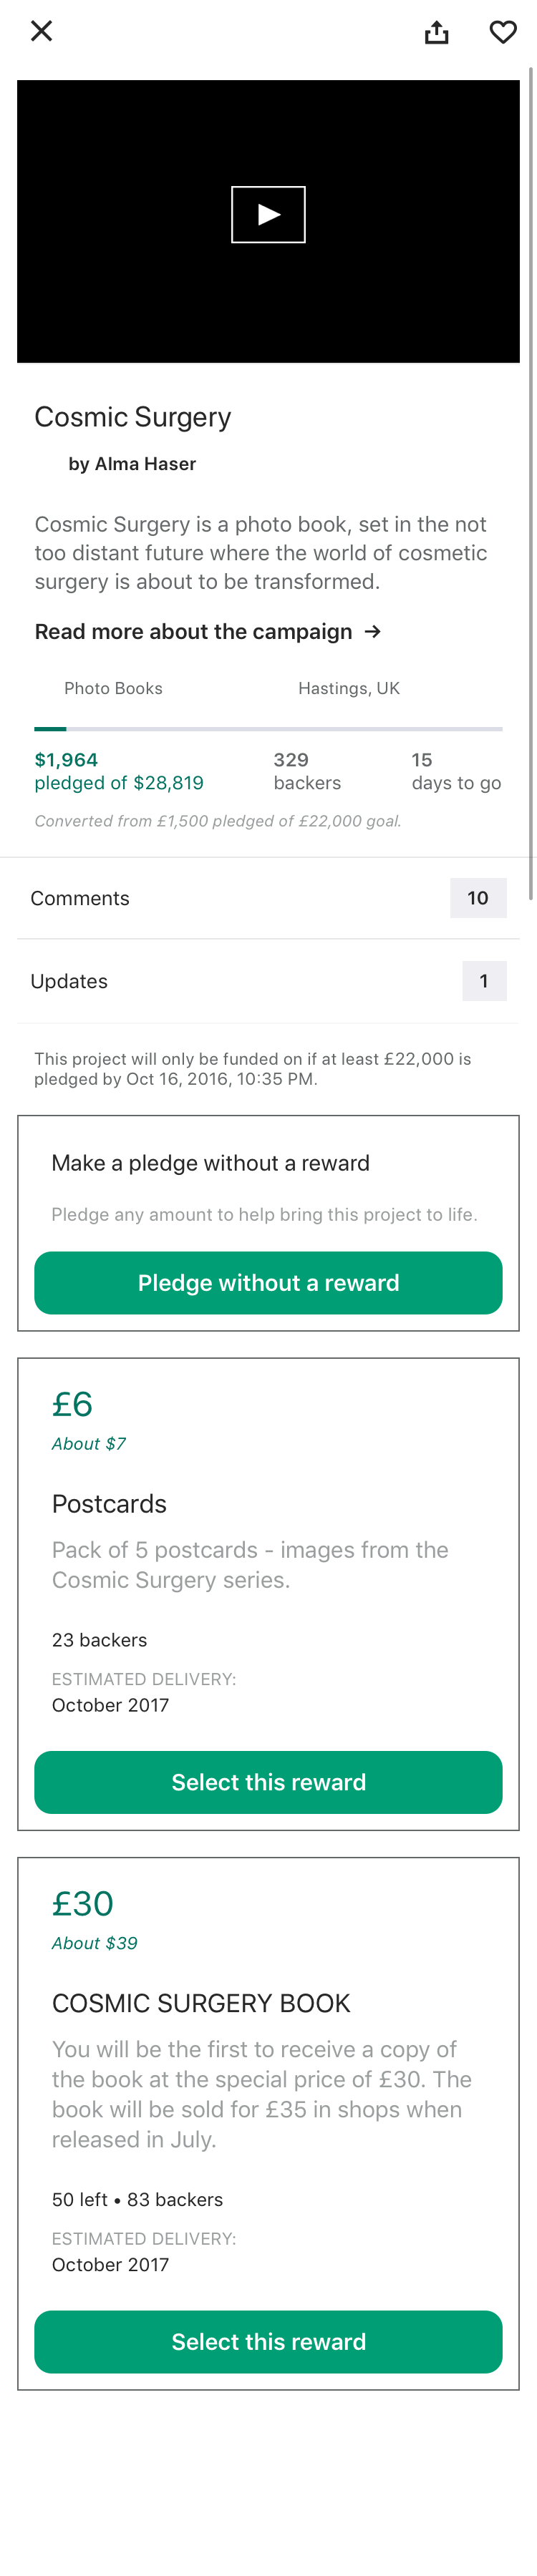 Cosmic Surgery
by Alma Haser
Cosmic Surgery is a photo book, set in the not
too distant future where the world of cosmetic
surgery is about to be transformed.
Read more about the campaign →
Photo Books
Hastings, UK
$1,964
pledged of $28,819
329
backers
15
days to go
Converted from £1,500 pledged of £22,000 goal.
Comments
10
Updates
1
This project will only be funded on if at least £22,000 is
pledged by Oct 16, 2016, 10:35 PM.
Make a pledge without a reward
Pledge any amount to help bring this project to life.
Pledge without a reward
£6
About $7
Postcards
Pack of 5 postcards - images from the
Cosmic Surgery series.
23 backers
ESTIMATED DELIVERY:
October 2017
Select this reward
£30
About $39
COSMIC SURGERY BOOK
You will be the first to receive a copy of
the book at the special price of £30. The
book will be sold for £35 in shops when
released in July.
50 left • 83 backers
ESTIMATED DELIVERY:
October 2017
Select this reward